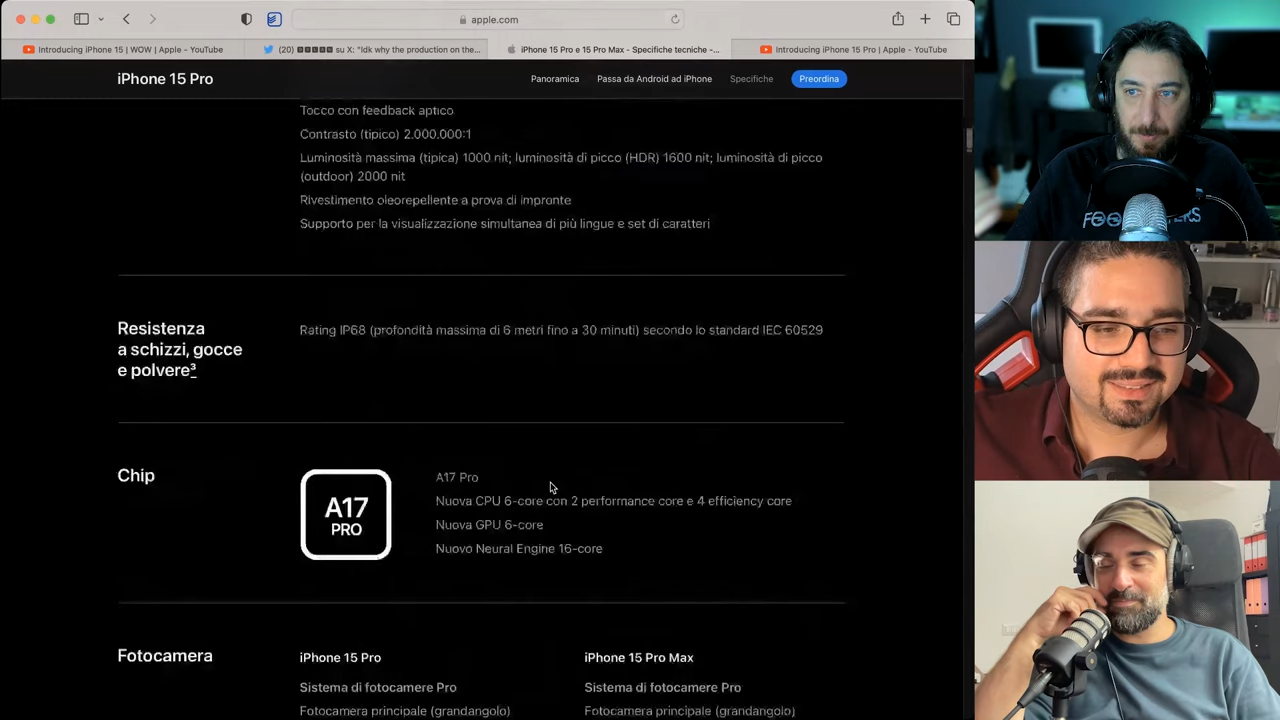 apple.com
Introducing iPhone 15 | WOW | Apple - YouTube
su X: "Idk why the production on the...
iPhone 15 Pro e 15 Pro Max - Specifiche tecniche -...
Introducing iPhone 15 Pro | Apple - YouTube
iPhone 15 Pro
Panoramica
Passa da Android ad iPhone
Specifiche
Preordina
Tocco con feedback aptico
Contrasto (tipico) 2.000.000:1
Luminosità massima (tipica) 1000 nit; luminosità di picco (HDR) 1600 nit; luminosità di picco
(outdoor) 2000 nit
Rivestimento oleorepellente a prova di impronte
Supporto per la visualizzazione simultanea di più lingue e set di caratteri
Resistenza
a schizzi, gocce
e polvere³
Rating IP68 (profondità massima di 6 metri fino a 30 minuti) secondo lo standard IEC 60529
Chip
A17
PRO
A17 Pro
Nuova CPU 6-core con 2 performance core e 4 efficiency core
Nuova GPU 6-core
Nuovo Neural Engine 16-core
Fotocamera
iPhone 15 Pro
Sistema di fotocamere Pro
Fotocamera principale (grandangolo)
iPhone 15 Pro Max
Sistema di fotocamere Pro
Fotocamera principale (grandangolo)